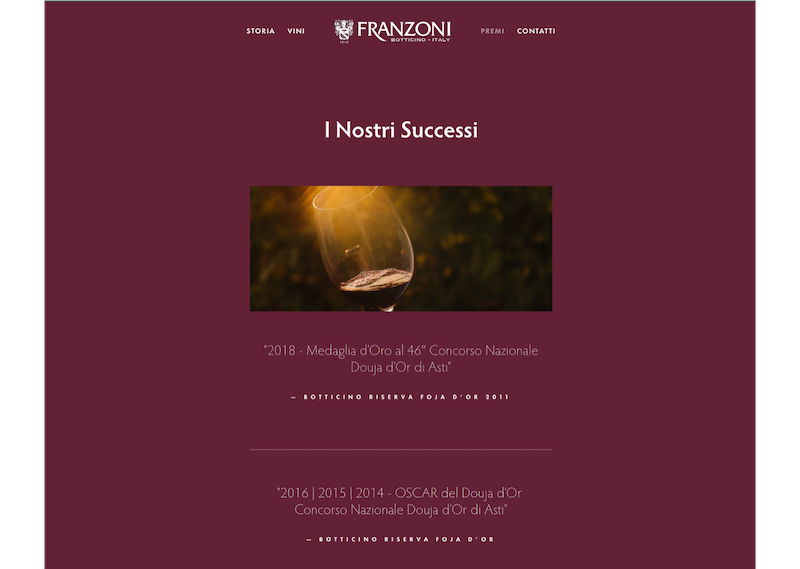 STORIA VINI FRANZONI PREMI CONTATTI
BOTTICINO - ITALY
I Nostri Successi
"2018 - Medaglia d'Oro al 46° Concorso Nazionale
Douja d'Or di Asti"
— BOTTICINO RISERVA FOJA D'OR 2011
"2016 | 2015 | 2014 - OSCAR del Douja d'Or
Concorso Nazionale Douja d'Or di Asti"
— BOTTICINO RISERVA FOJA D'OR